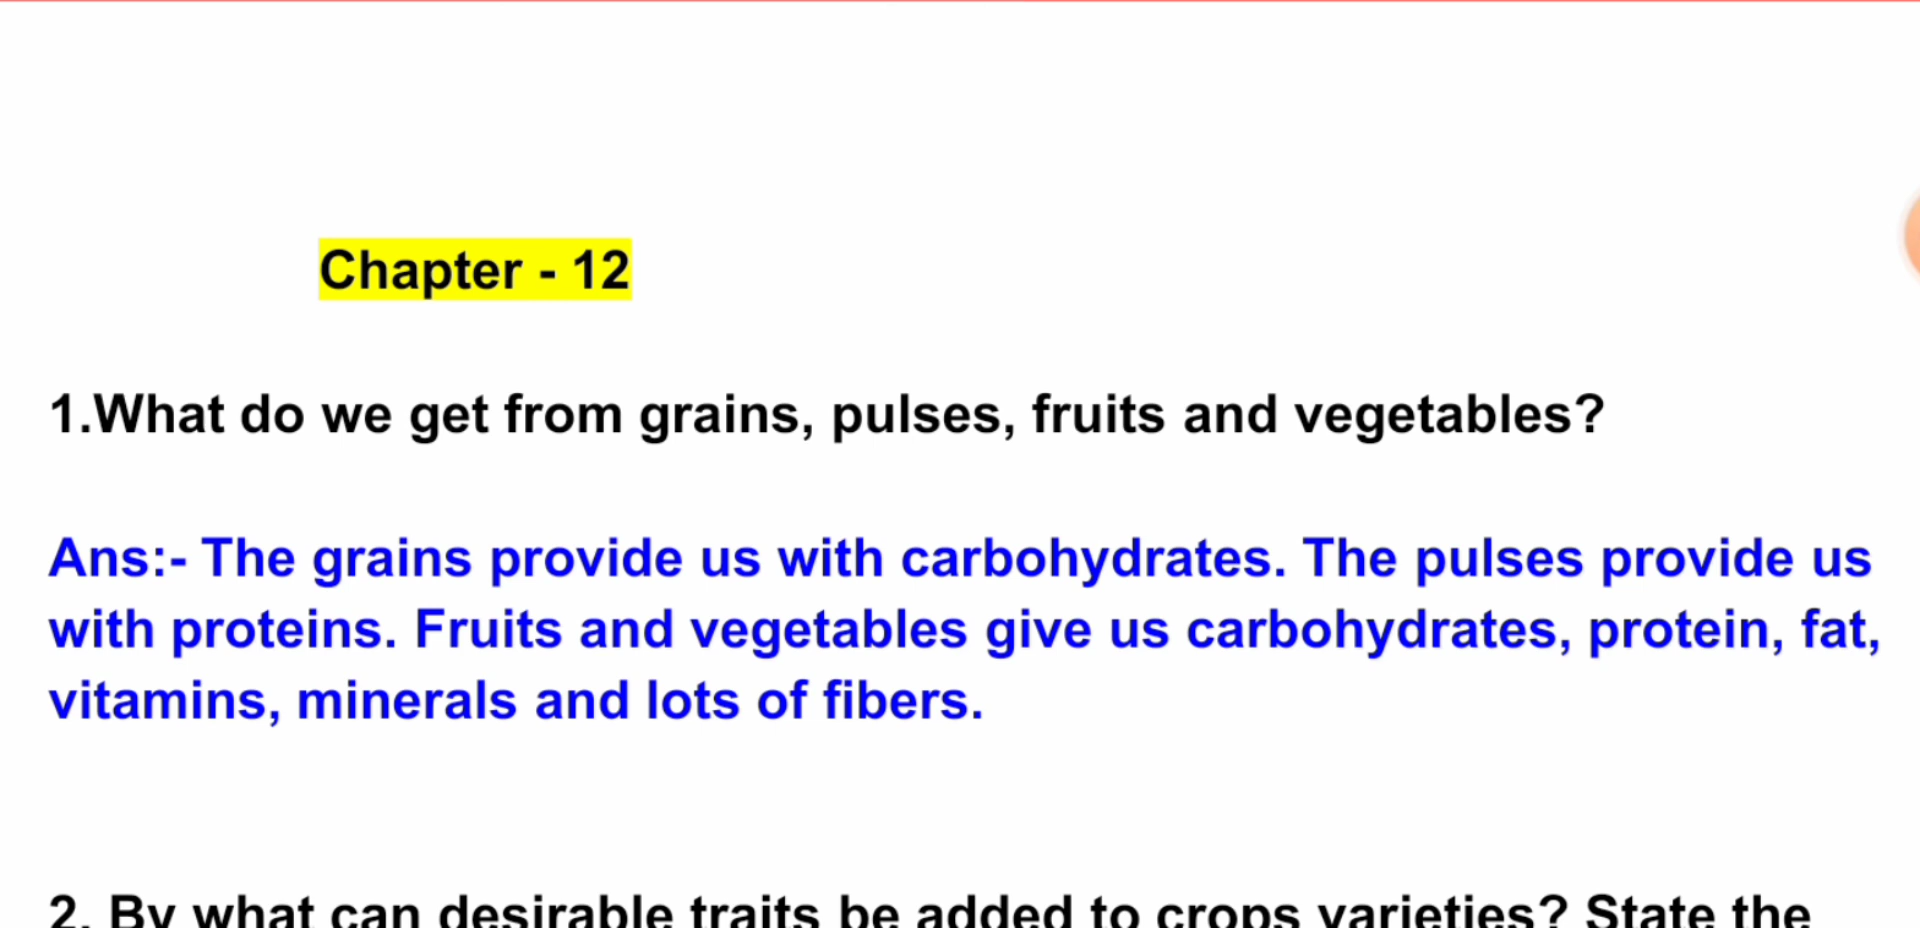 Chapter - 12
1.What do we get from grains, pulses, fruits and vegetables?
Ans:- The grains provide us with carbohydrates. The pulses provide us
with proteins. Fruits and vegetables give us carbohydrates, protein, fat,
vitamins, minerals and lots of fibers.
2. By what can desirable traits be added to crops varieties? State the